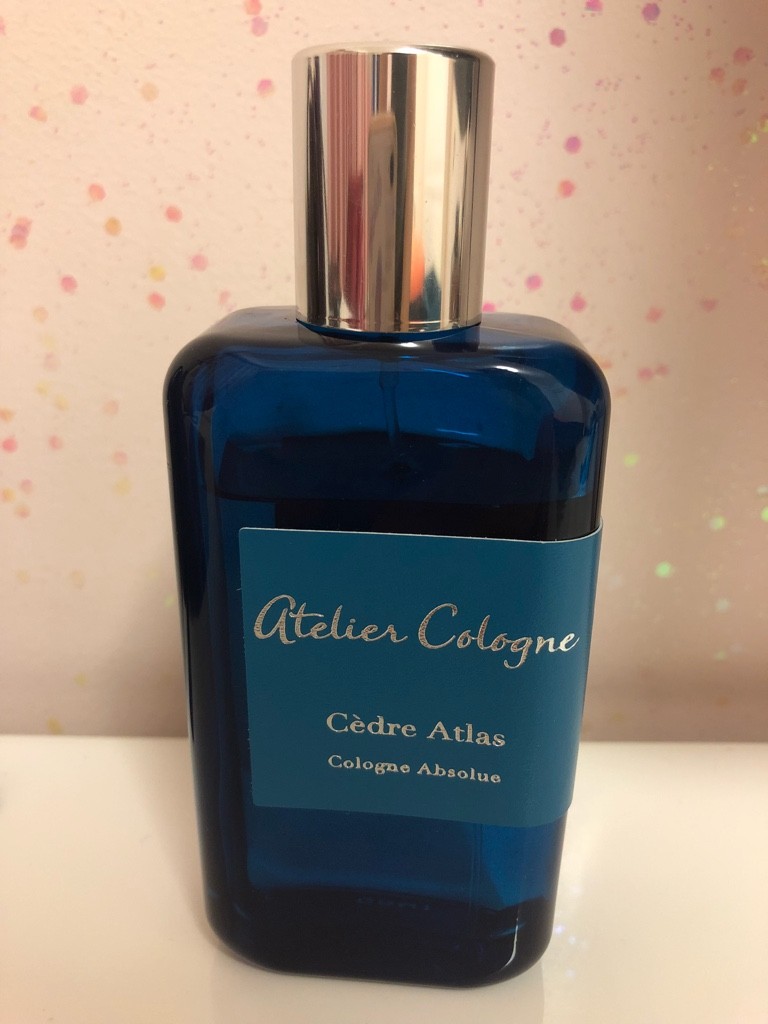 Atelier Cologne
Cèdre Atlas
Cologne Absolue